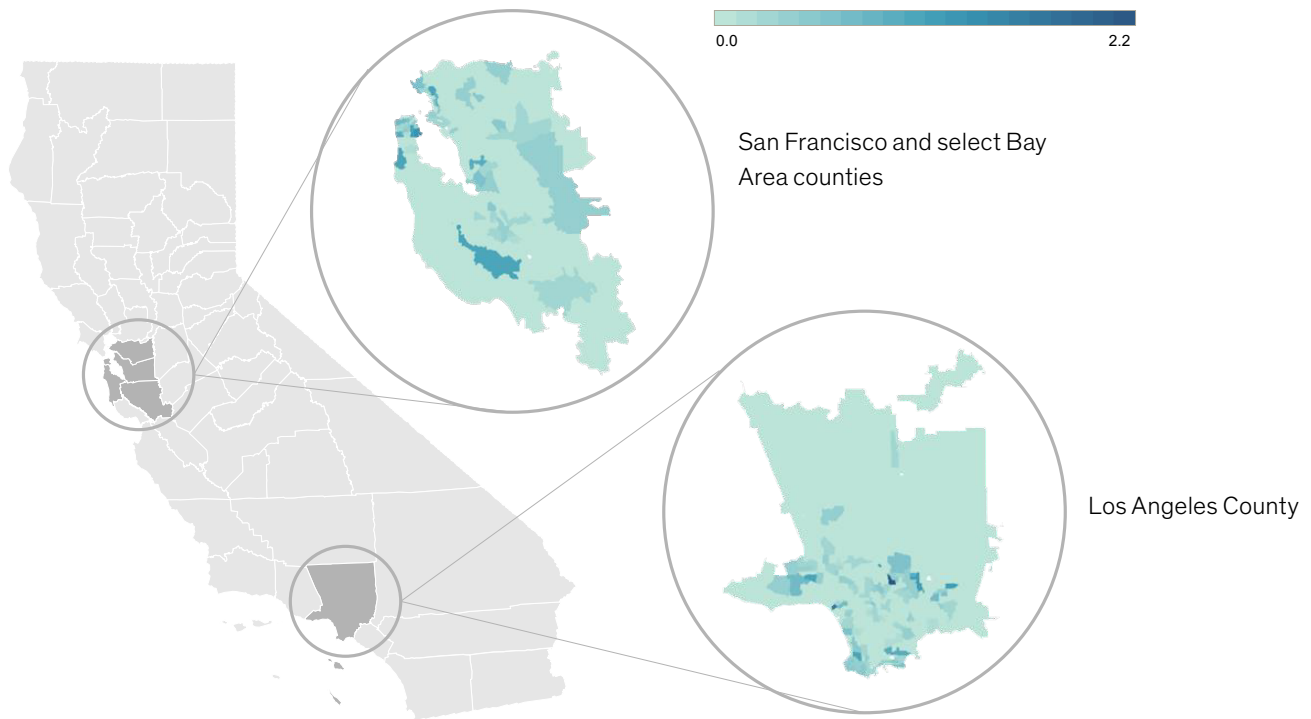 0.0
2.2
San Francisco and select Bay
Area counties
Los Angeles County